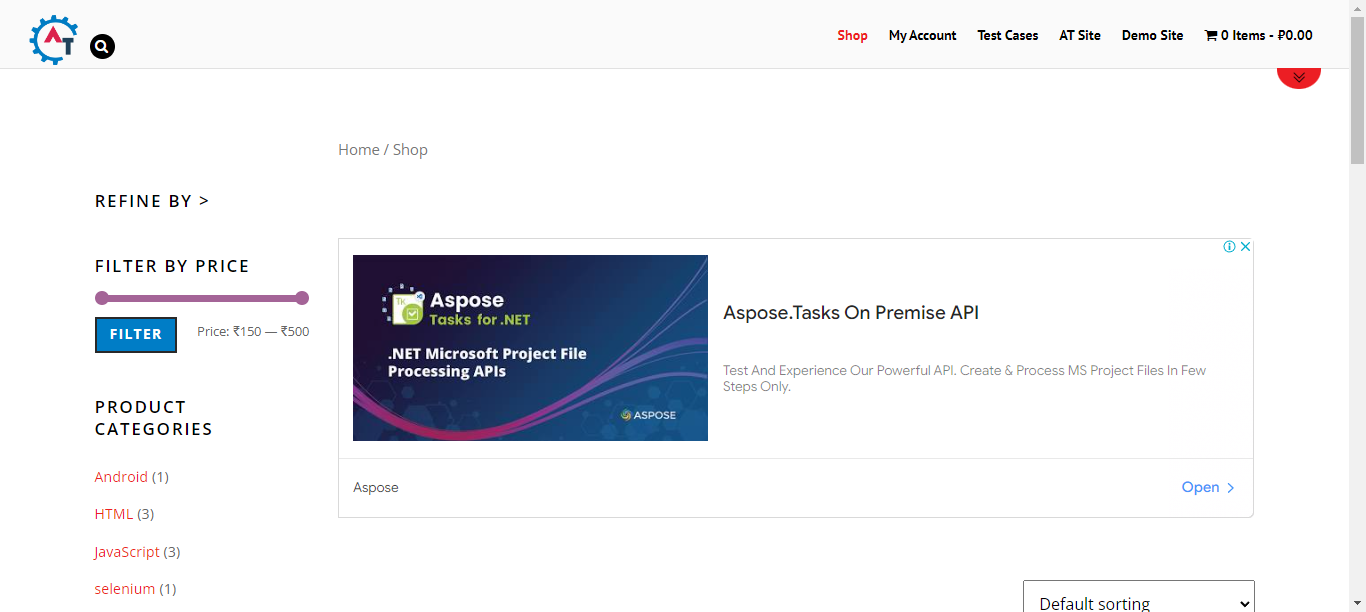 AT
Shop
My Account
Test Cases
AT Site
Demo Site
0 Items - ₽0.00
Home / Shop
REFINE BY >
FILTER BY PRICE
FILTER
Price: ₹150 — ₹500
PRODUCT
CATEGORIES
Android (1)
HTML (3)
JavaScript (3)
selenium (1)
Aspose
Tasks for .NET
.NET Microsoft Project File
Processing APIs
ASPOSE
Aspose.Tasks On Premise API
Test And Experience Our Powerful API. Create & Process MS Project Files In Few
Steps Only.
Aspose
Open >
Default sorting